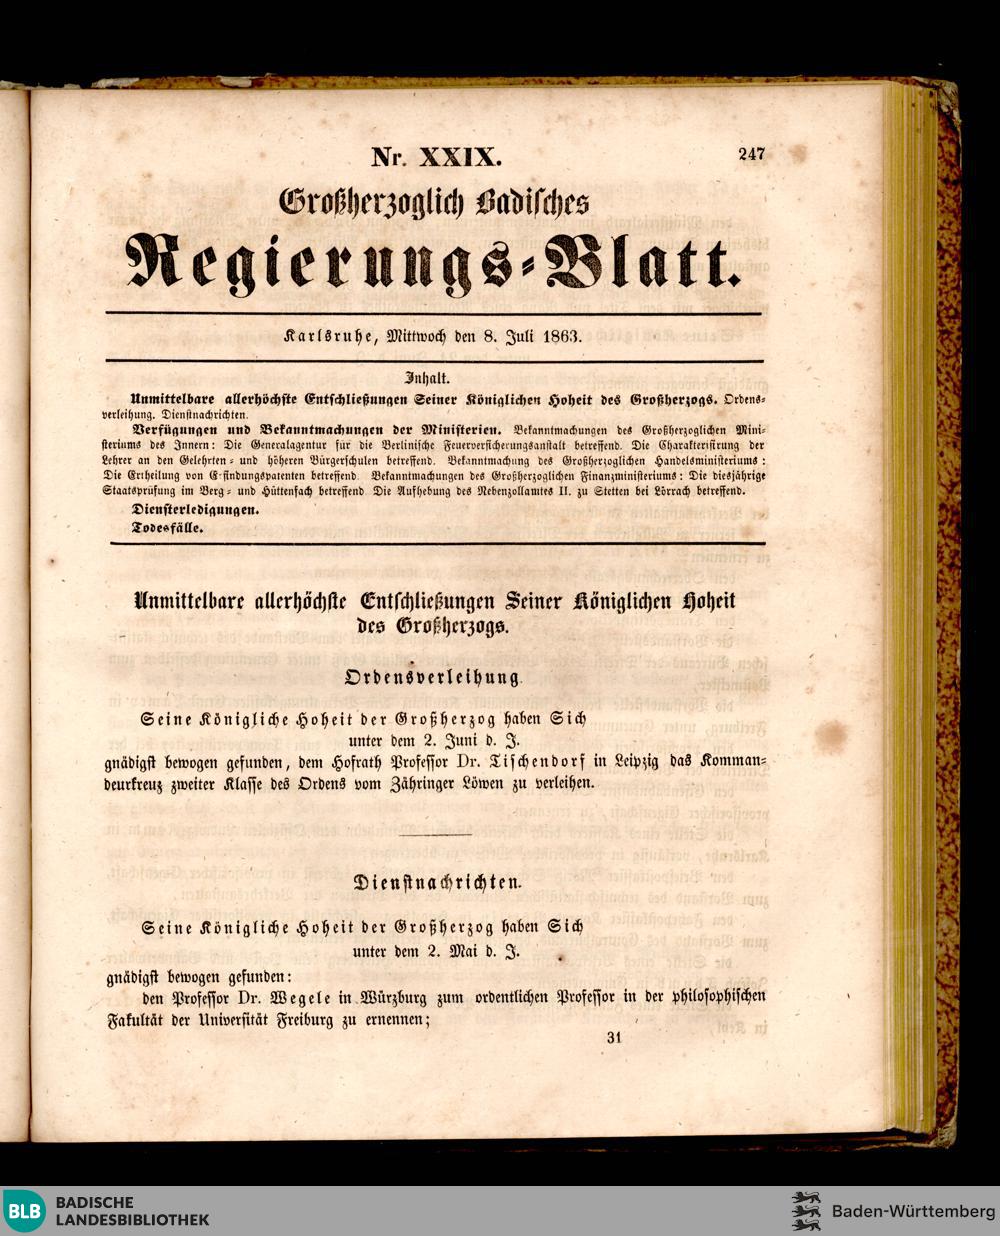 Nr. XXIX.
247
Großherzoglich Badisches
Regierungs-Blatt.
Karlsruhe, Mittwoch den 8. Juli 1863.
Inhalt.
Unmittelbare allerhöchste Entschließungen Seiner Königlichen Hoheit des Großherzogs. Ordens-
verleihung. Dienstnachrichten.
Verfügungen und Bekanntmachungen der Ministerien. Bekanntmachungen des Großherzoglichen Mini-
steriums des Innern: Die Generalagentur für die Berlinische Feuerversicherungsanstalt betreffend. Die Charakterisirung der
Lehrer an den Gelehrten- und höheren Bürgerschulen betreffend. Bekanntmachung des Großherzoglichen Handelsministeriums:
Die Ertheilung von Erfindungspatenten betreffend. Bekanntmachungen des Großherzoglichen Finanzministeriums: Die diesjährige
Staatsprüfung im Berg- und Hüttenfach betreffend. Die Aufhebung des Nebenzollamtes II. zu Stetten bei Lörrach betreffend.
Diensterledigungen.
Todesfälle.
Unmittelbare allerhöchste Entschließungen Seiner Königlichen Hoheit
des Großherzogs.
Ordensverleihung.
Seine Königliche Hoheit der Großherzog haben Sich
unter dem 2. Juni d. J.
gnädigst bewogen gefunden, dem Hofrath Professor Dr. Tischendorf in Leipzig das Komman-
deurkreuz zweiter Klasse des Ordens vom Zähringer Löwen zu verleihen.
Dienstnachrichten.
Seine Königliche Hoheit der Großherzog haben Sich
unter dem 2. Mai d. J.
gnädigst bewogen gefunden:
den Professor Dr. Wegele in Würzburg zum ordentlichen Professor in der philosophischen
Fakultät der Universität Freiburg zu ernennen;
31
BLB BADISCHE
LANDESBIBLIOTHEK
Baden-Württemberg